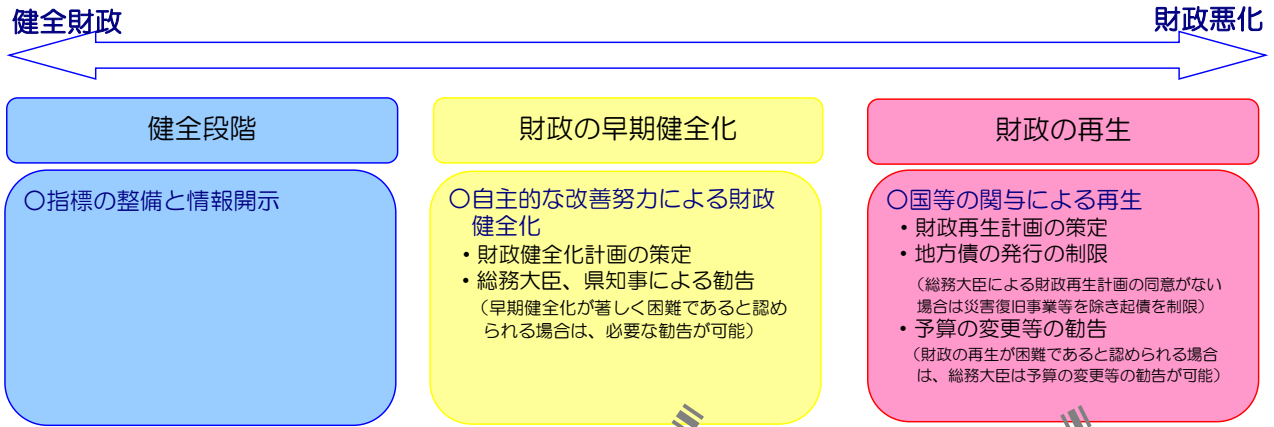 健全財政
財政悪化
健全段階
○指標の整備と情報開示
財政の早期健全化
○自主的な改善努力による財政
健全化
・財政健全化計画の策定
・総務大臣、県知事による勧告
（早期健全化が著しく困難であると認め
られる場合は、必要な勧告が可能）
財政の再生
○国等の関与による再生
・財政再生計画の策定
・地方債の発行の制限
（総務大臣による財政再生計画の同意がない
場合は災害復旧事業等を除き起債を制限）
・予算の変更等の勧告
（財政の再生が困難であると認められる場合
は、総務大臣は予算の変更等の勧告が可能）